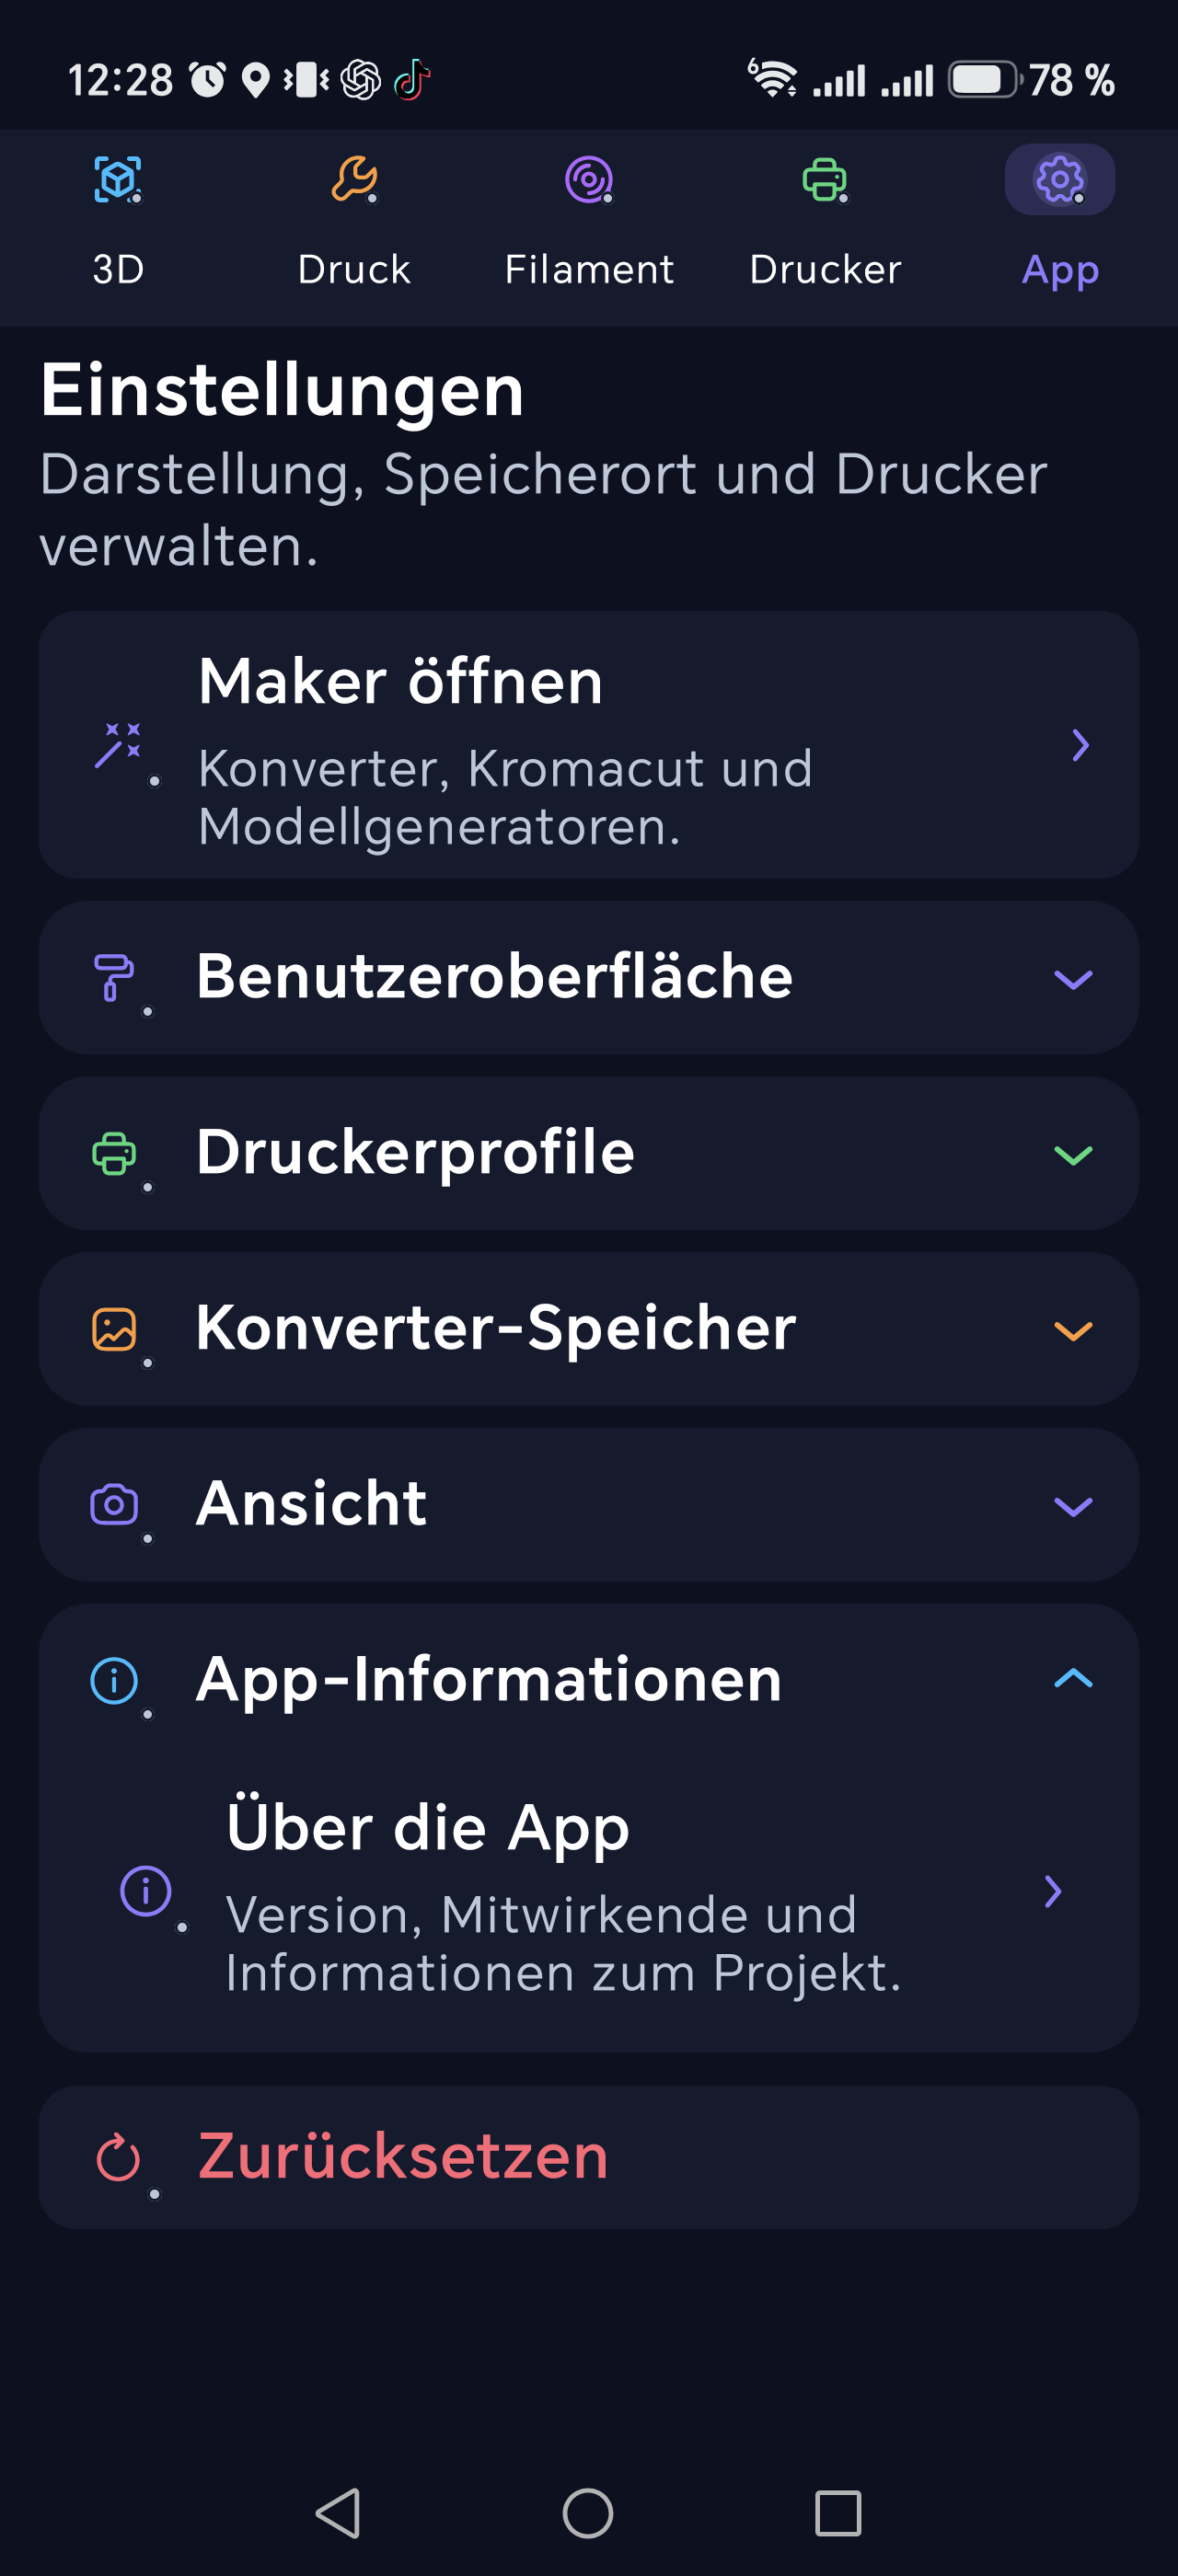 12:28
6
78 %
3D
Druck
Filament
Drucker
App
Einstellungen
Darstellung, Speicherort und Drucker
verwalten.
Maker öffnen
Konverter, Kromacut und
Modellgeneratoren.
Benutzeroberfläche
Druckerprofile
Konverter-Speicher
Ansicht
App-Informationen
Über die App
Version, Mitwirkende und
Informationen zum Projekt.
Zurücksetzen